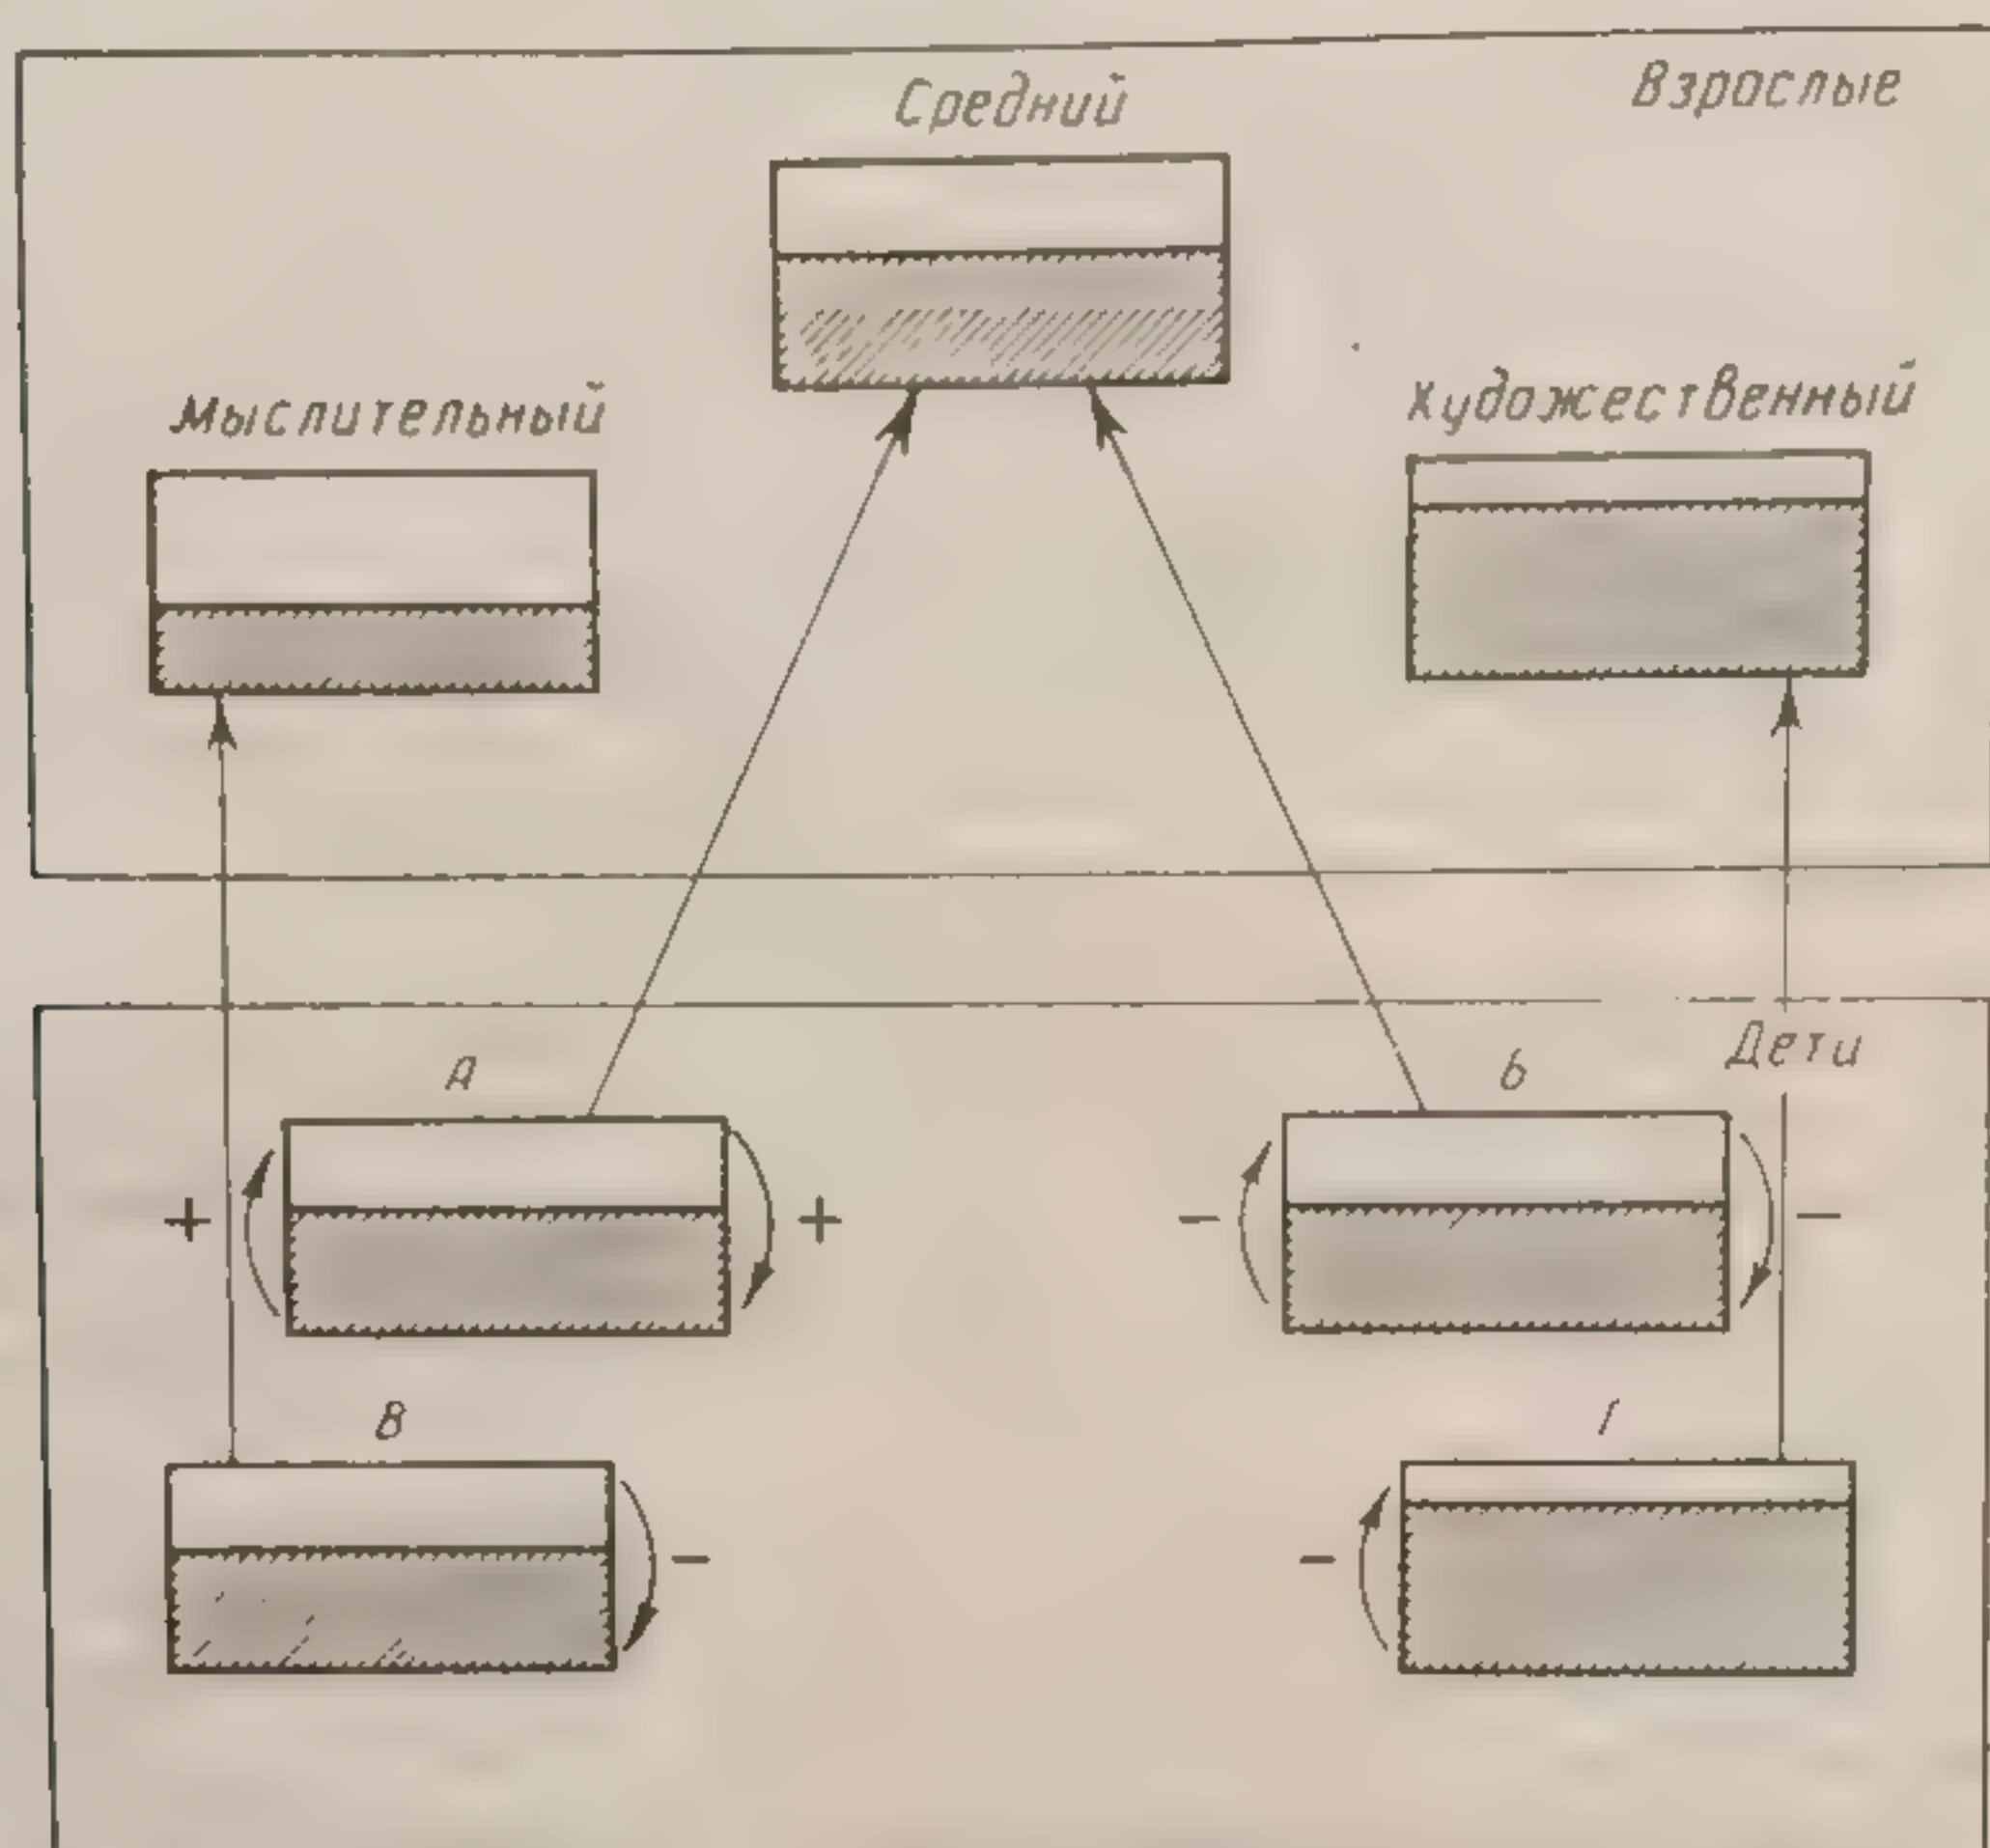 Взрослые
Средний
Мыслительный
Художественный
Дети
А
Б
+
+
−
−
В
Г
−
−